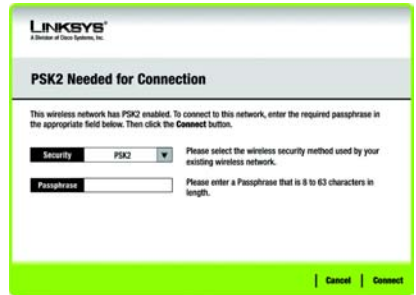 LINKSYS®
A Division of Cisco Systems, Inc.
PSK2 Needed for Connection
This wireless network has PSK2 enabled. To connect to this network, enter the required passphrase in
the appropriate field below. Then click the Connect button.
Security PSK2 Please select the wireless security method used by your
existing wireless network.
Passphrase Please enter a Passphrase that is 8 to 63 characters in
length.
Cancel Connect